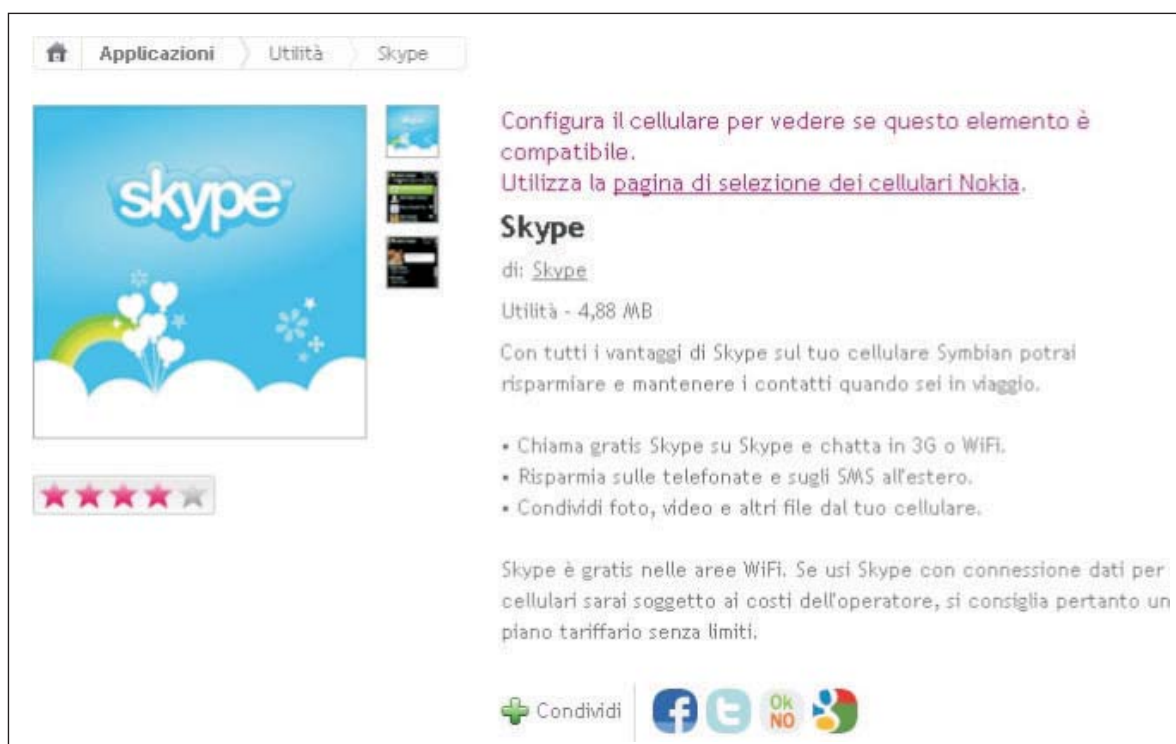 Applicazioni Utilità Skype
skype™
Configura il cellulare per vedere se questo elemento è
compatibile.
Utilizza la pagina di selezione dei cellulari Nokia.
Skype
di: Skype
Utilità - 4,88 MB
Con tutti i vantaggi di Skype sul tuo cellulare Symbian potrai
risparmiare e mantenere i contatti quando sei in viaggio.
• Chiama gratis Skype su Skype e chatta in 3G o WiFi.
• Risparmia sulle telefonate e sugli SMS all'estero.
• Condividi foto, video e altri file dal tuo cellulare.
Skype è gratis nelle aree WiFi. Se usi Skype con connessione dati per
cellulari sarai soggetto ai costi dell'operatore, si consiglia pertanto un
piano tariffario senza limiti.
Condividi f t Ok NO g